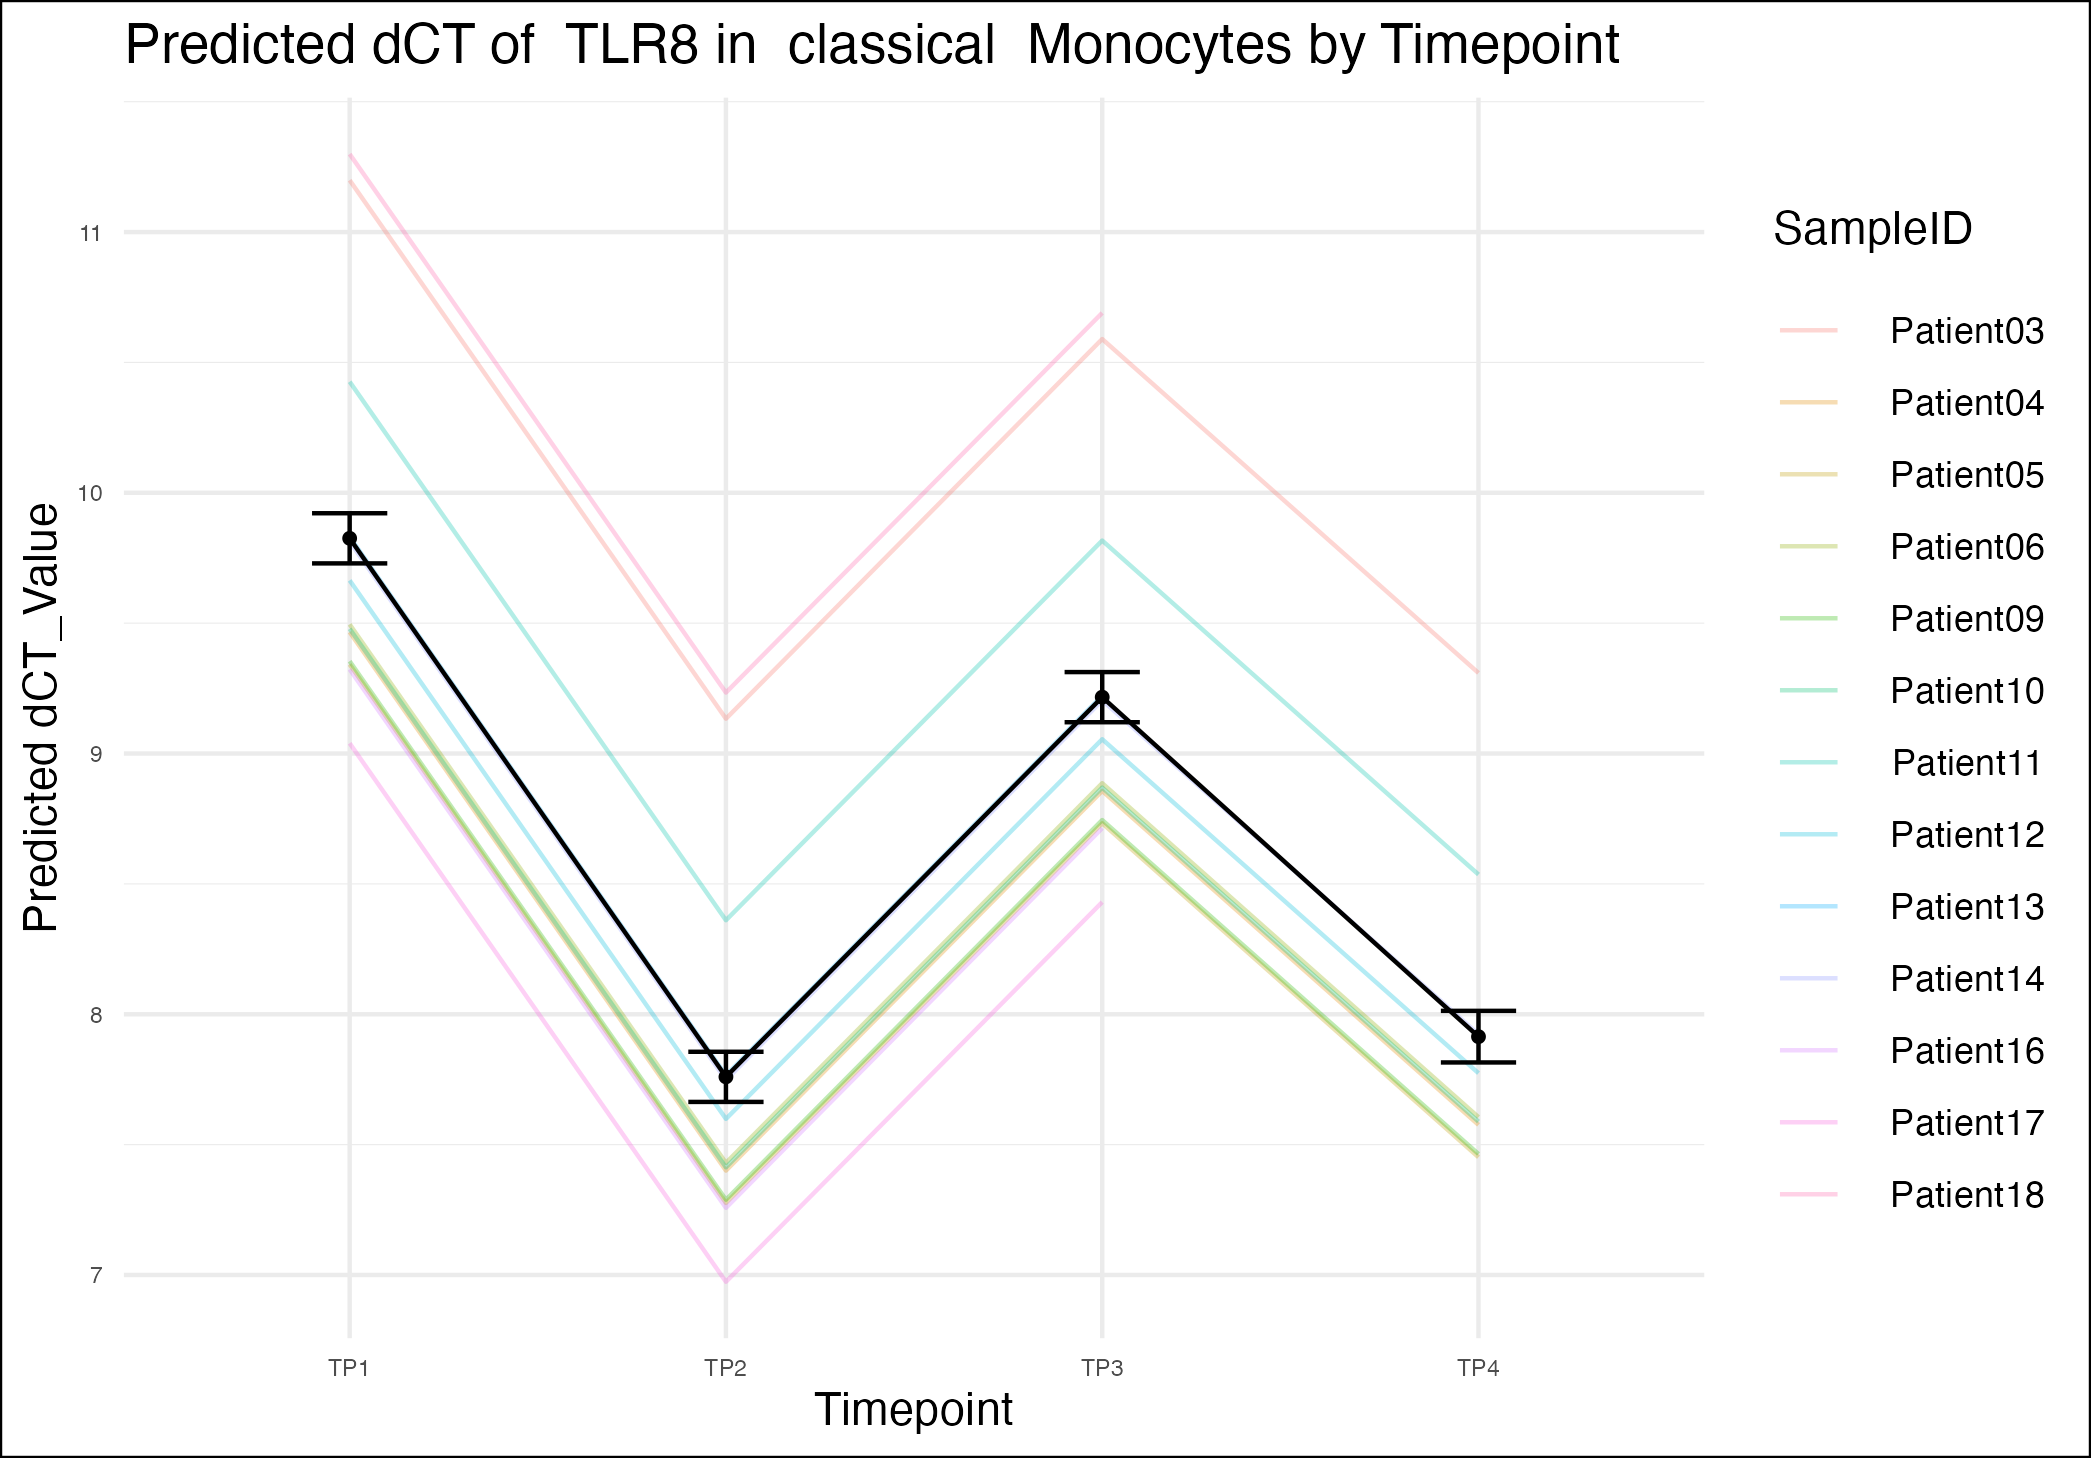 Predicted dCT of  TLR8 in  classical  Monocytes by Timepoint
Predicted dCT_Value
11
10
9
8
7
TP1
TP2
TP3
TP4
Timepoint
SampleID
Patient03
Patient04
Patient05
Patient06
Patient09
Patient10
Patient11
Patient12
Patient13
Patient14
Patient16
Patient17
Patient18